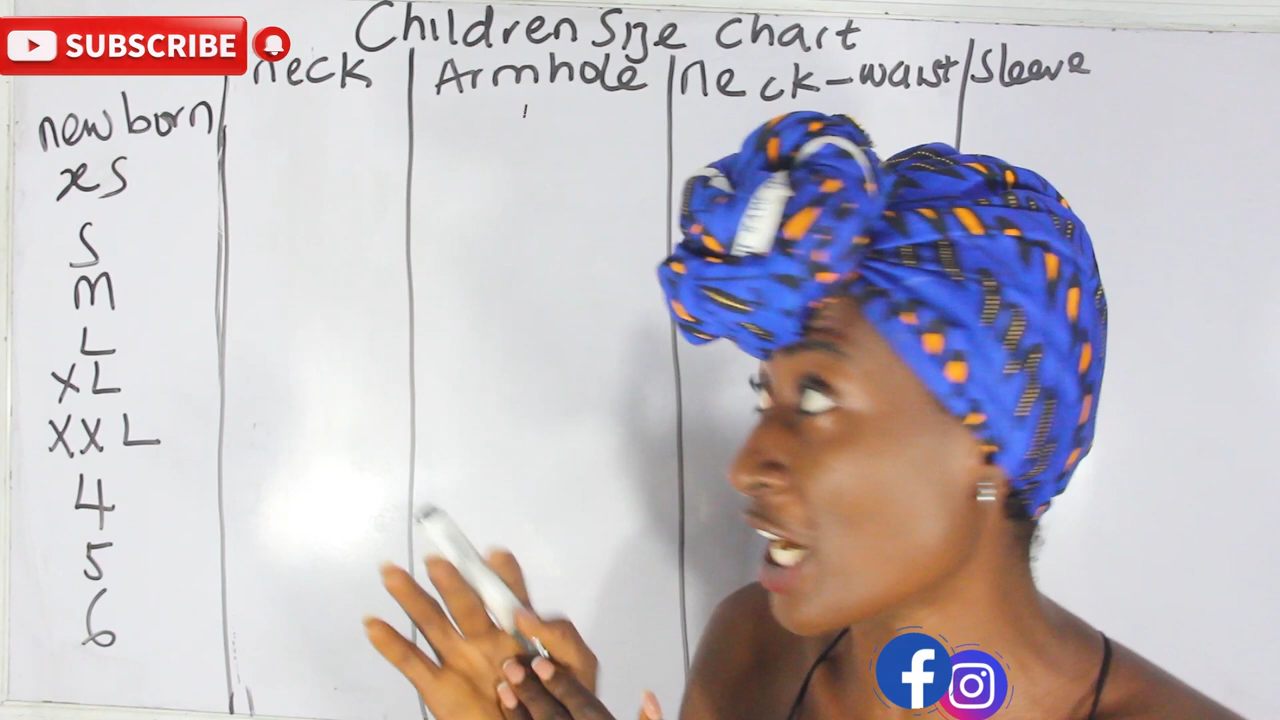 SUBSCRIBE
Children Size chart
neck Armhole neck-waist Sleeve
newborn
xS
S
m
L
XL
XXL
4
5
6